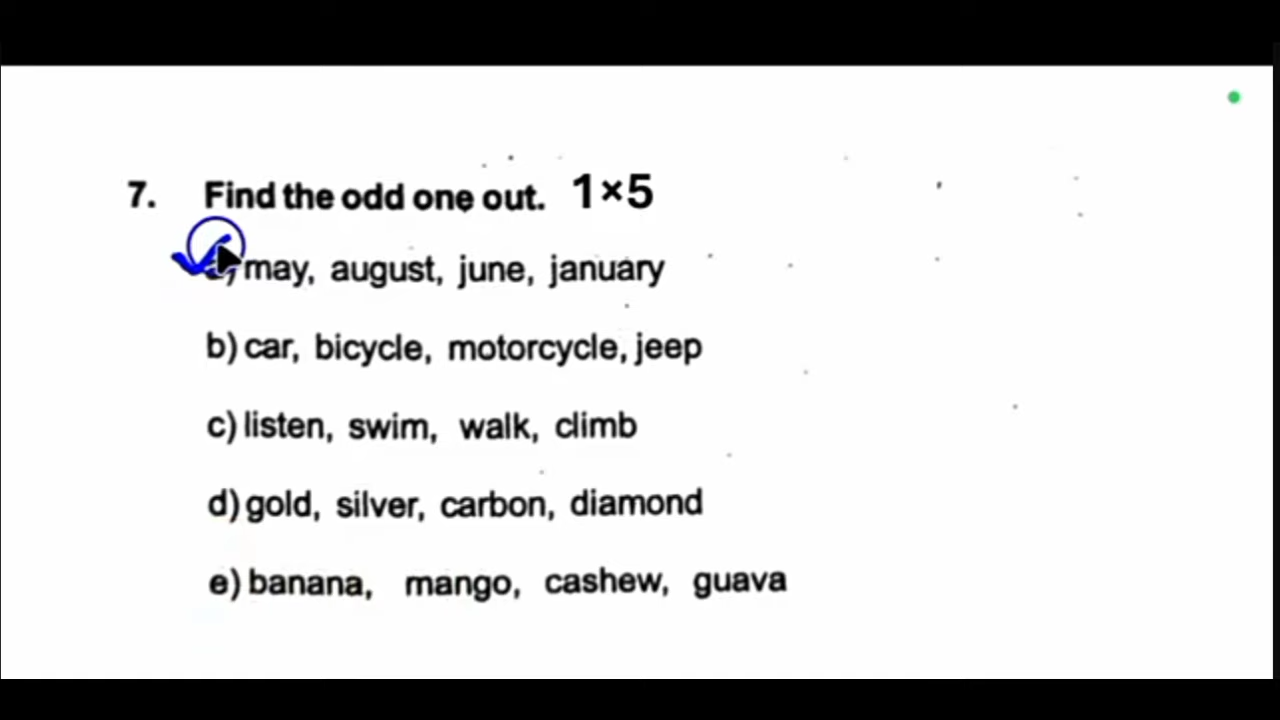 7. Find the odd one out. 1×5
may, august, june, january
b) car, bicycle, motorcycle, jeep
c) listen, swim, walk, climb
d) gold, silver, carbon, diamond
e) banana, mango, cashew, guava